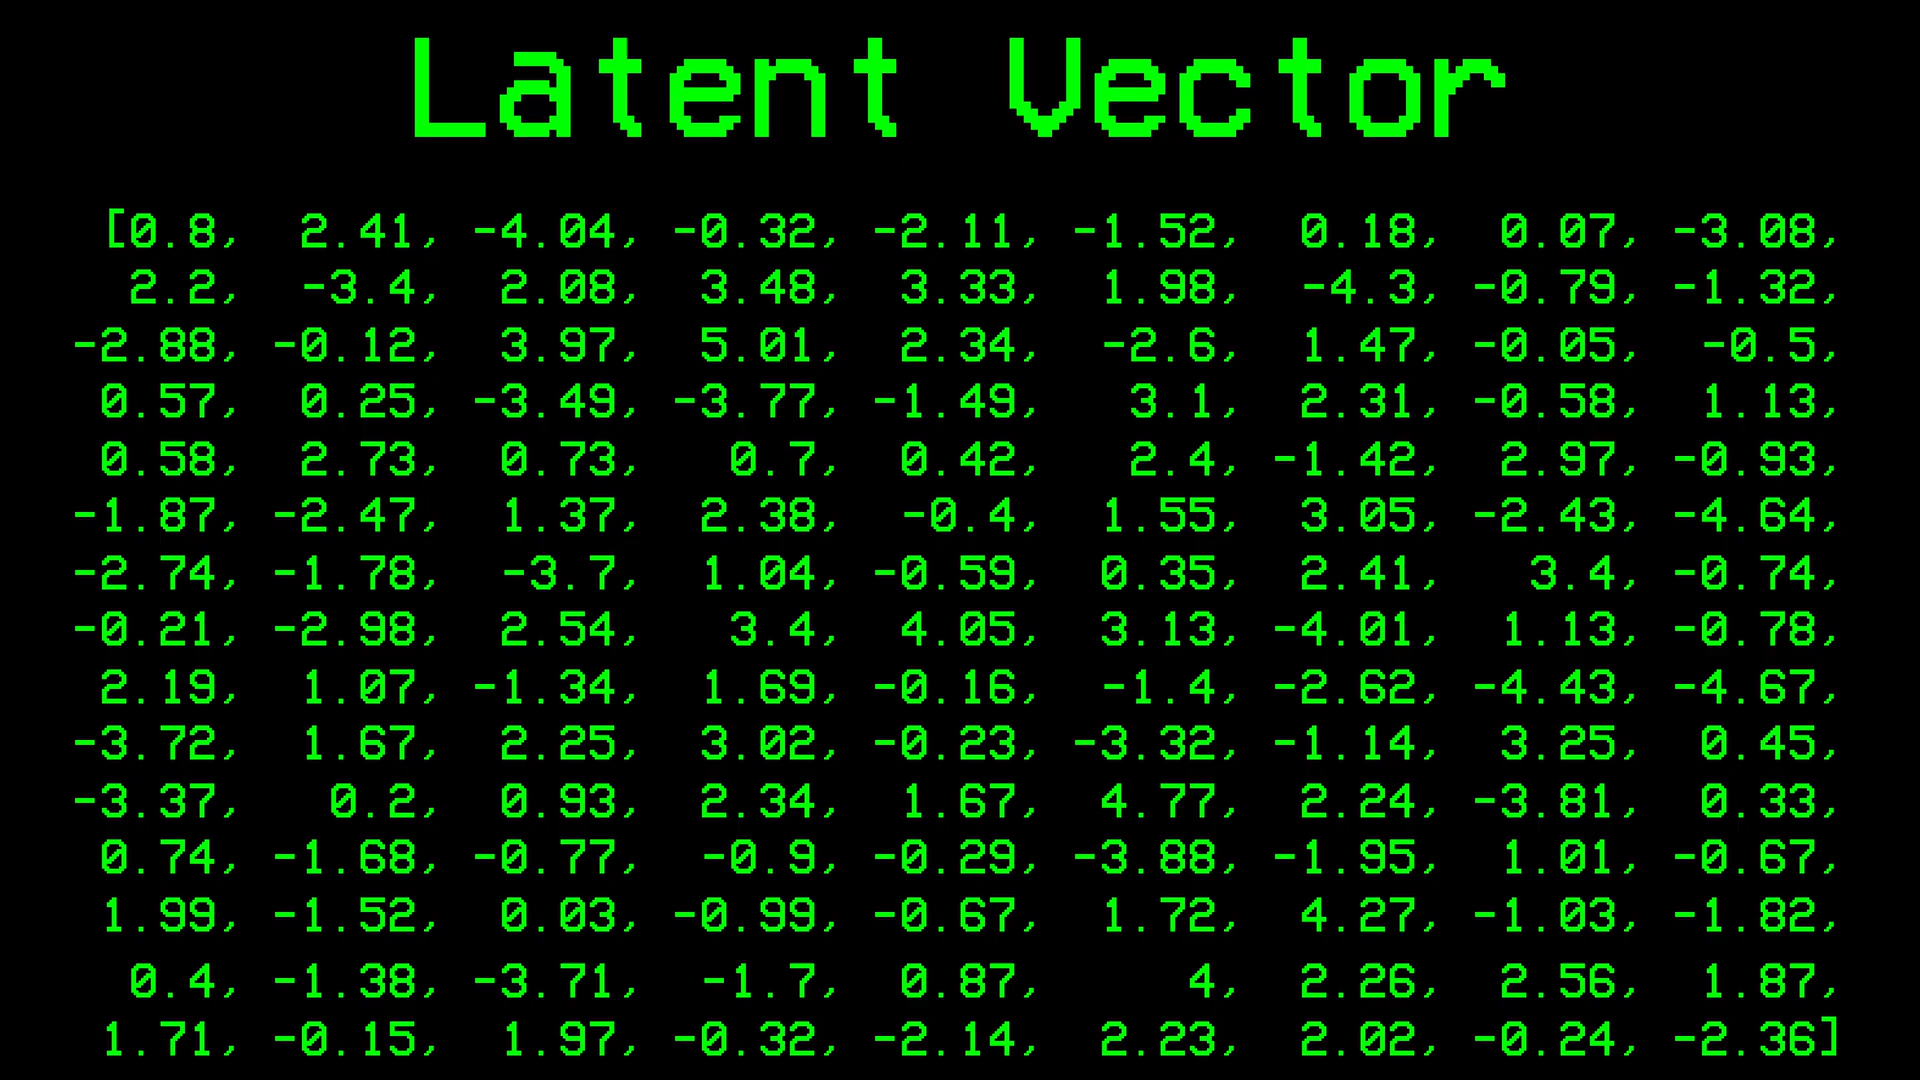 Latent Vector
[0.8, 2.41, -4.04, -0.32, -2.11, -1.52, 0.18, 0.07, -3.08,
2.2, -3.4, 2.08, 3.48, 3.33, 1.98, -4.3, -0.79, -1.32,
-2.88, -0.12, 3.97, 5.01, 2.34, -2.6, 1.47, -0.05, -0.5,
0.57, 0.25, -3.49, -3.77, -1.49, 3.1, 2.31, -0.58, 1.13,
0.58, 2.73, 0.73, 0.7, 0.42, 2.4, -1.42, 2.97, -0.93,
-1.87, -2.47, 1.37, 2.38, -0.4, 1.55, 3.05, -2.43, -4.64,
-2.74, -1.78, -3.7, 1.04, -0.59, 0.35, 2.41, 3.4, -0.74,
-0.21, -2.98, 2.54, 3.4, 4.05, 3.13, -4.01, 1.13, -0.78,
2.19, 1.07, -1.34, 1.69, -0.16, -1.4, -2.62, -4.43, -4.67,
-3.72, 1.67, 2.25, 3.02, -0.23, -3.32, -1.14, 3.25, 0.45,
-3.37, 0.2, 0.93, 2.34, 1.67, 4.77, 2.24, -3.81, 0.33,
0.74, -1.68, -0.77, -0.9, -0.29, -3.88, -1.95, 1.01, -0.67,
1.99, -1.52, 0.03, -0.99, -0.67, 1.72, 4.27, -1.03, -1.82,
0.4, -1.38, -3.71, -1.7, 0.87, 4, 2.26, 2.56, 1.87,
1.71, -0.15, 1.97, -0.32, -2.14, 2.23, 2.02, -0.24, -2.36]